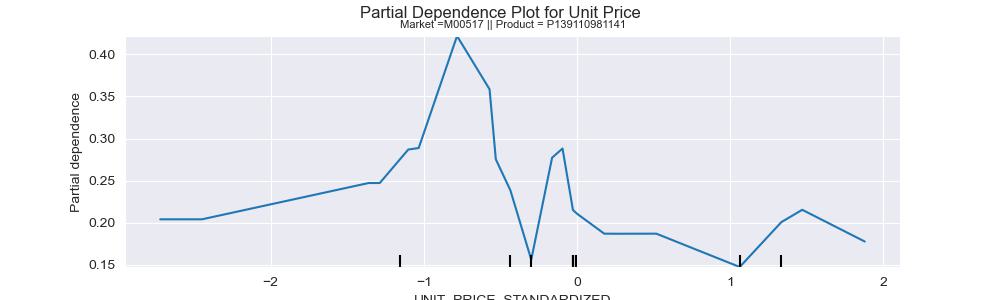 Partial Dependence Plot for Unit Price
Market =M00517 || Product = P139110981141
Partial dependence
0.40
0.35
0.30
0.25
0.20
0.15
−2
−1
0
1
2
UNIT_PRICE_STANDARDIZED